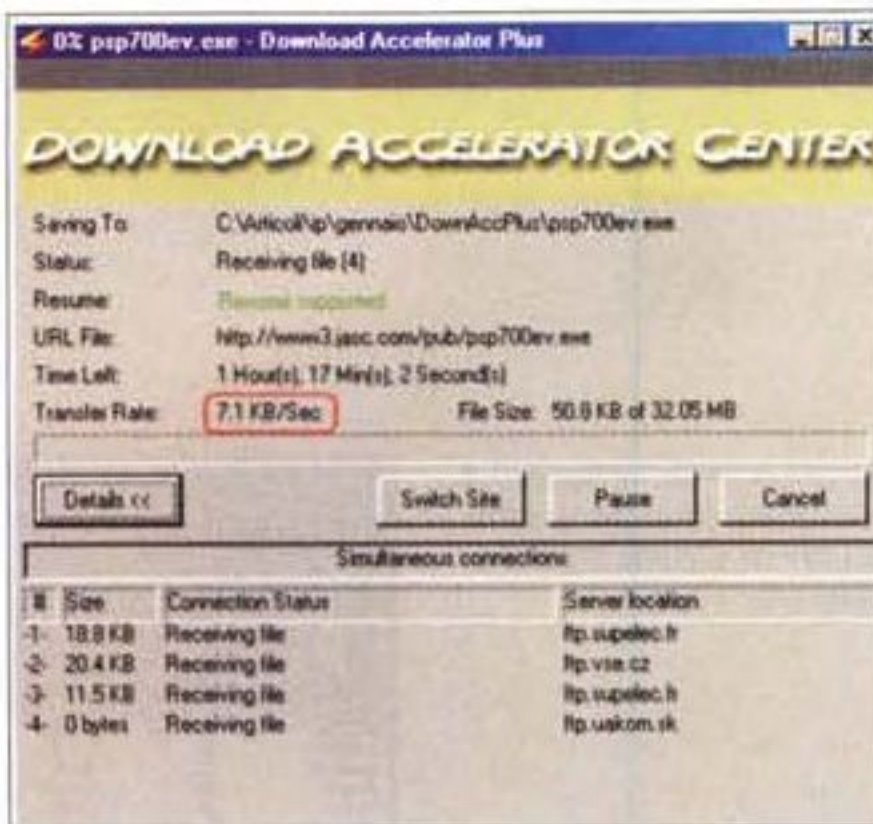 0% psp700ev.exe - Download Accelerator Plus
DOWNLOAD ACCELERATOR CENTER
Saving To: C:\Articoli\ip\gennaio\DownAccPlus\psp700ev.exe
Status: Receiving file (4)
Resume: Resume supported
URL File: http://www3.jasc.com/pub/psp700ev.exe
Time Left: 1 Hour(s), 17 Min(s), 2 Second(s)
Transfer Rate: 7.1 KB/Sec File Size: 50.8 KB of 32.05 MB
Details << Switch Site Pause Cancel
Simultaneous connections
# Size Connection Status Server location
-1- 18.8 KB Receiving file ftp.supelec.fr
-2- 20.4 KB Receiving file ftp.vse.cz
-3- 11.5 KB Receiving file ftp.supelec.fr
-4- 0 bytes Receiving file ftp.uakom.sk